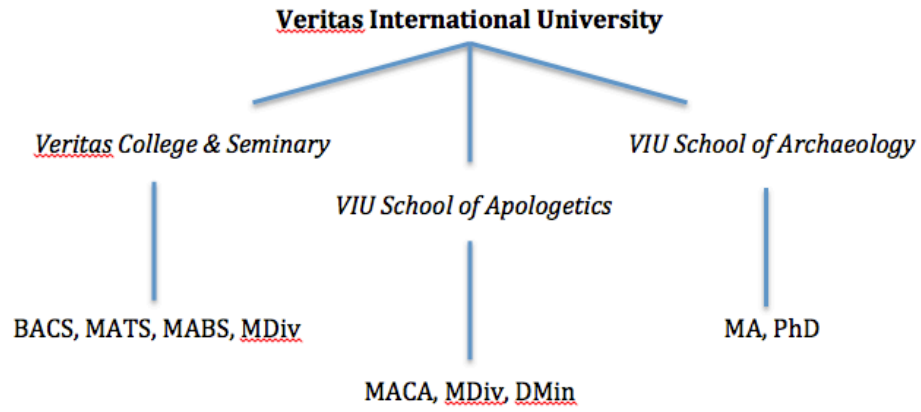 Veritas International University
Veritas College & Seminary
VIU School of Archaeology
VIU School of Apologetics
BACS, MATS, MABS, MDiv
MA, PhD
MACA, MDiv, DMin